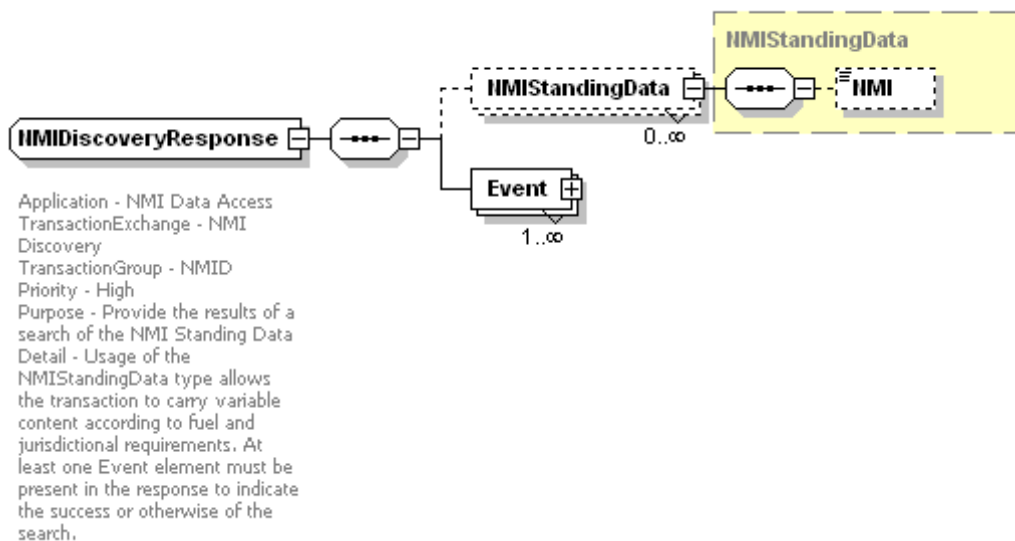 NMIStandingData
NMIStandingData
NMI
0..∞
NMIDiscoveryResponse
Event
1..∞
Application - NMI Data Access
TransactionExchange - NMI
Discovery
TransactionGroup - NMID
Priority - High
Purpose - Provide the results of a
search of the NMI Standing Data
Detail - Usage of the
NMIStandingData type allows
the transaction to carry variable
content according to fuel and
jurisdictional requirements. At
least one Event element must be
present in the response to indicate
the success or otherwise of the
search.